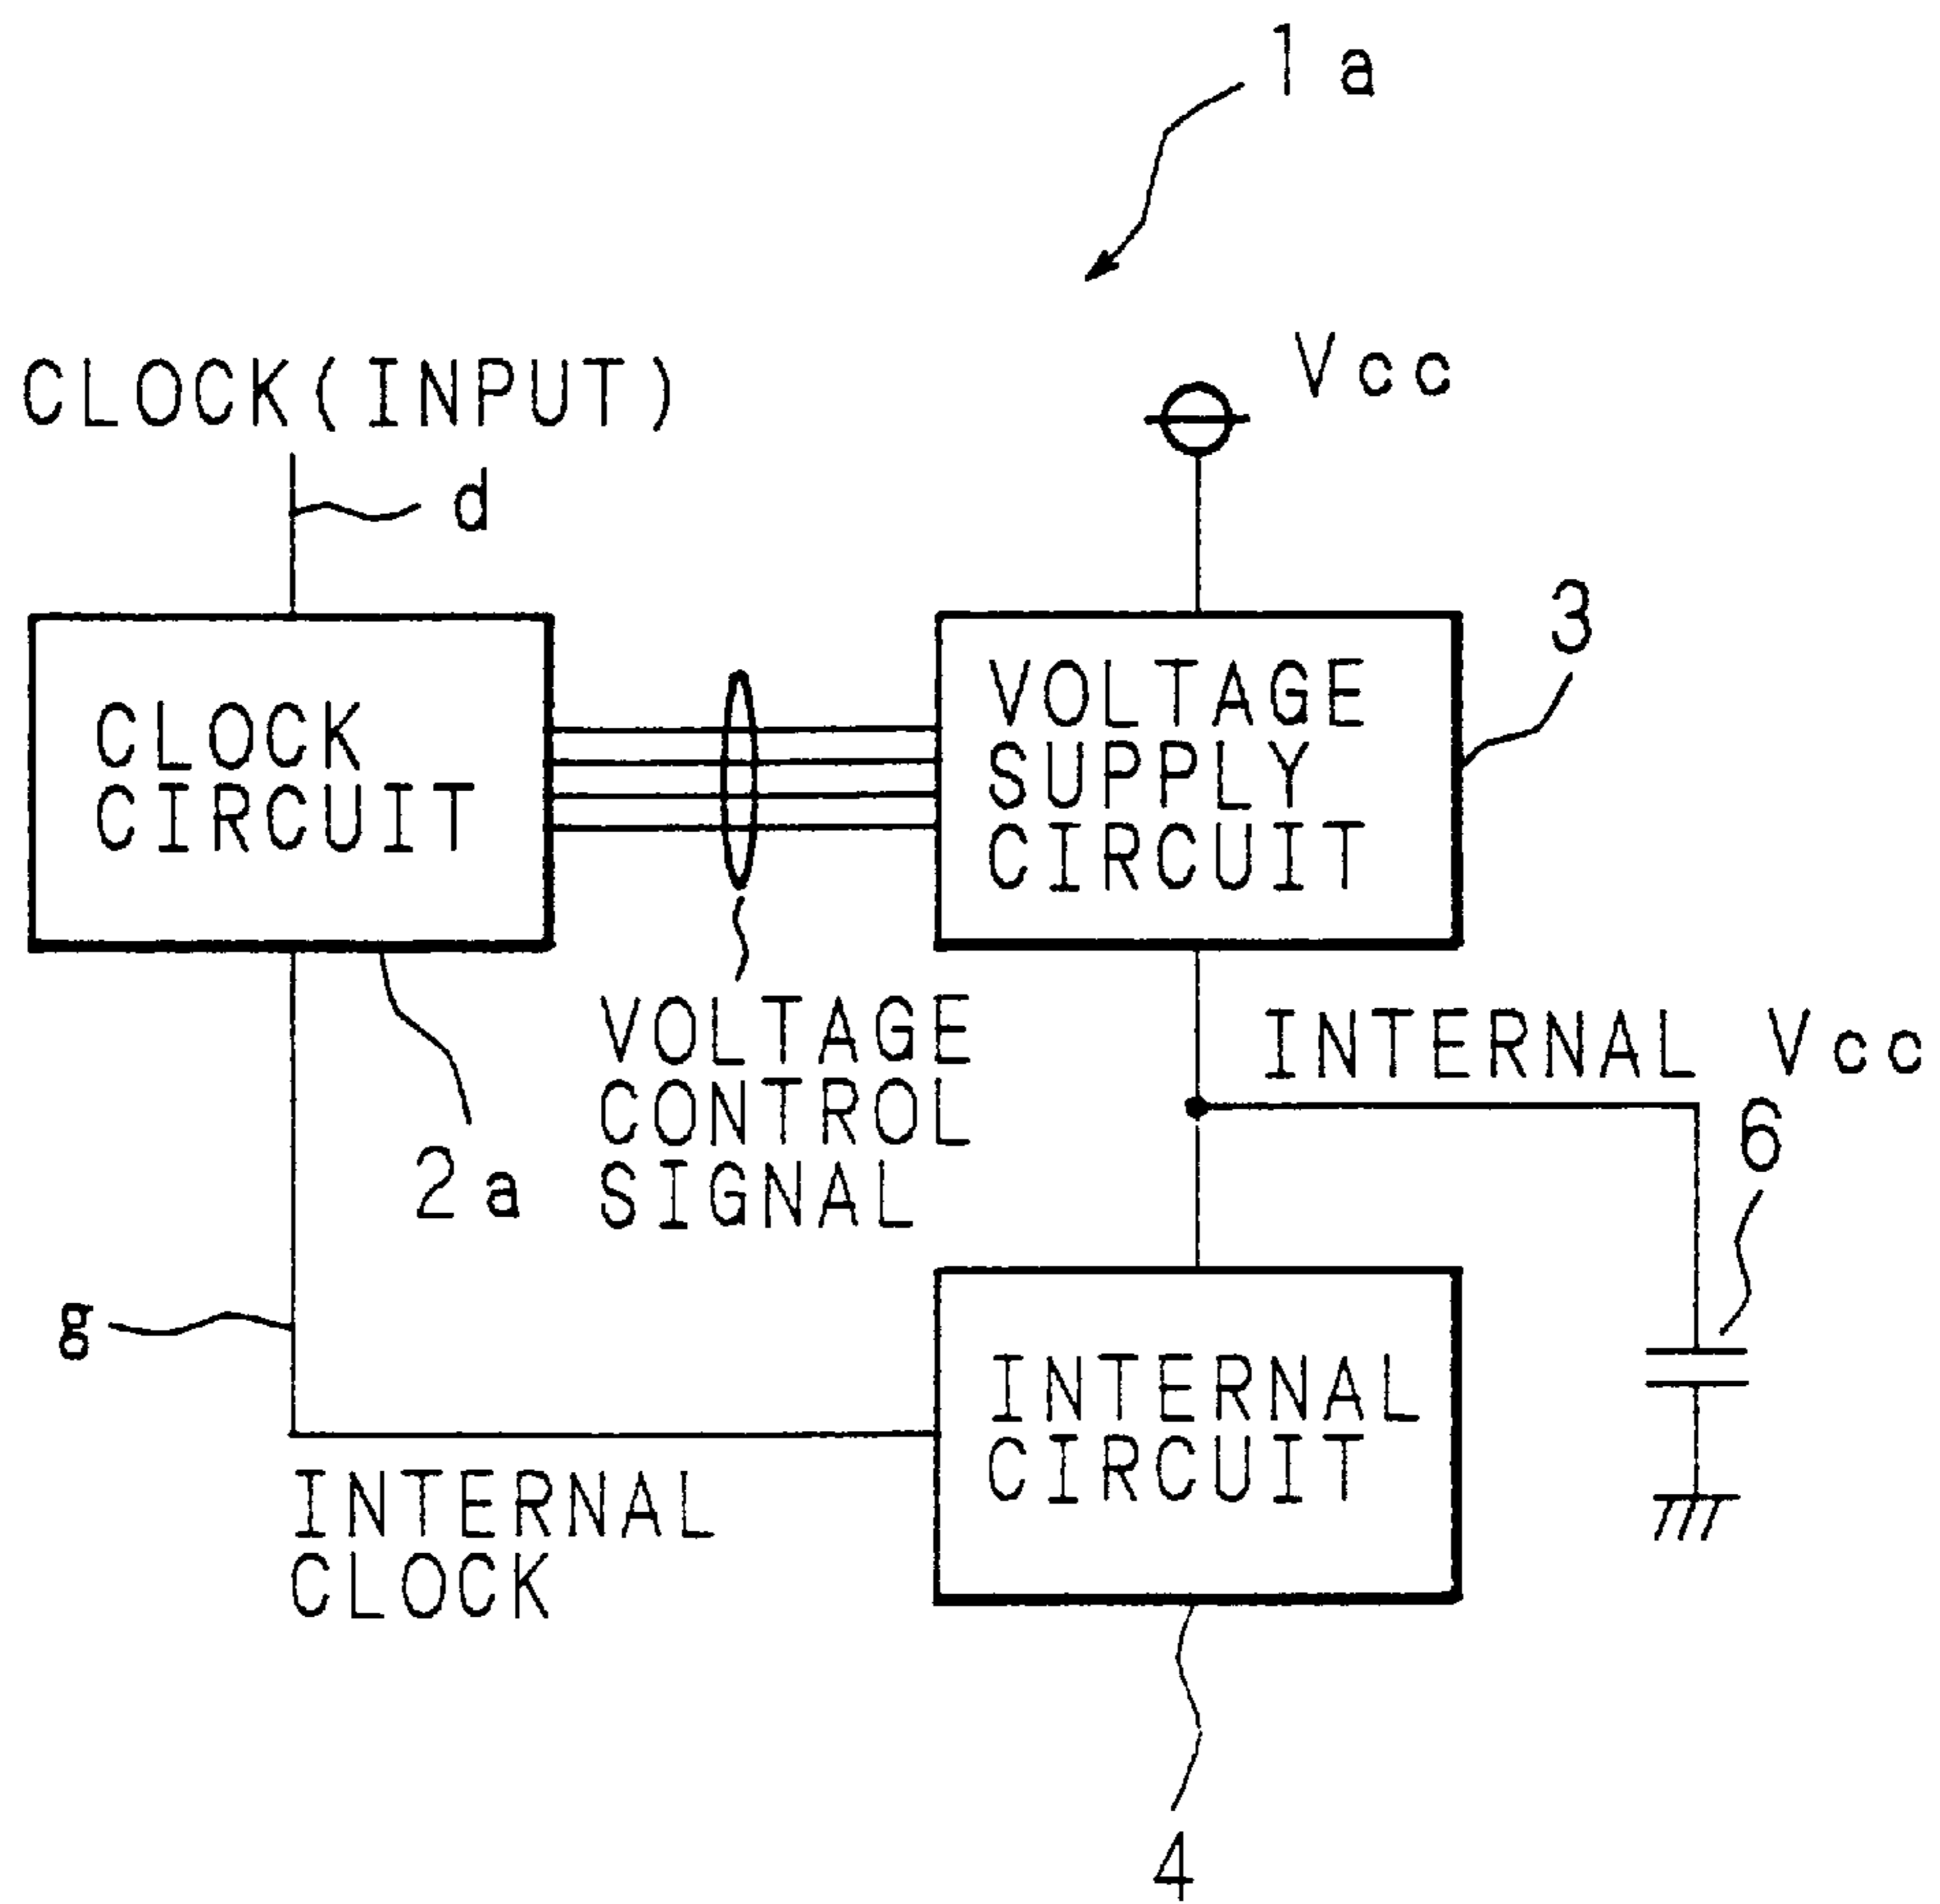 1a
Vcc
CLOCK(INPUT)
d
3
CLOCK
CIRCUIT
VOLTAGE
SUPPLY
CIRCUIT
VOLTAGE
CONTROL
SIGNAL
INTERNAL Vcc
2a
6
g
INTERNAL
CIRCUIT
INTERNAL
CLOCK
4